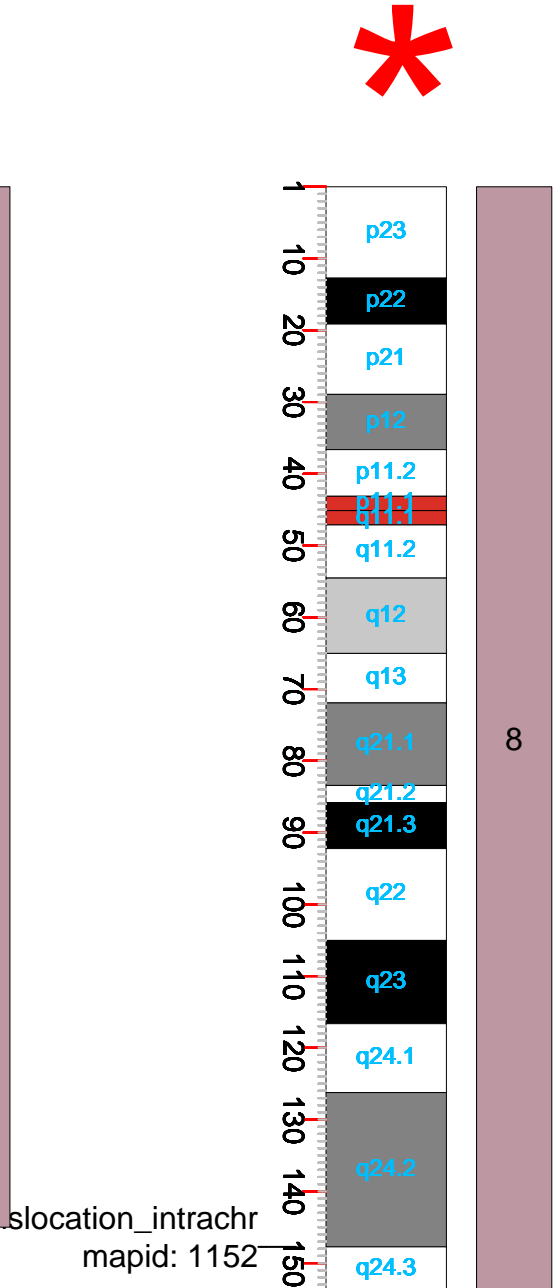 *
1
p23
10
p22
20
p21
30
p12
40
p11.2
p11.1
q11.1
50
q11.2
60
q12
q13
70
q21.1
8
80
q21.2
q21.3
90
q22
100
q23
110
120
q24.1
130
q24.2
140
slocation_intrachr
mapid: 1152
150
q24.3